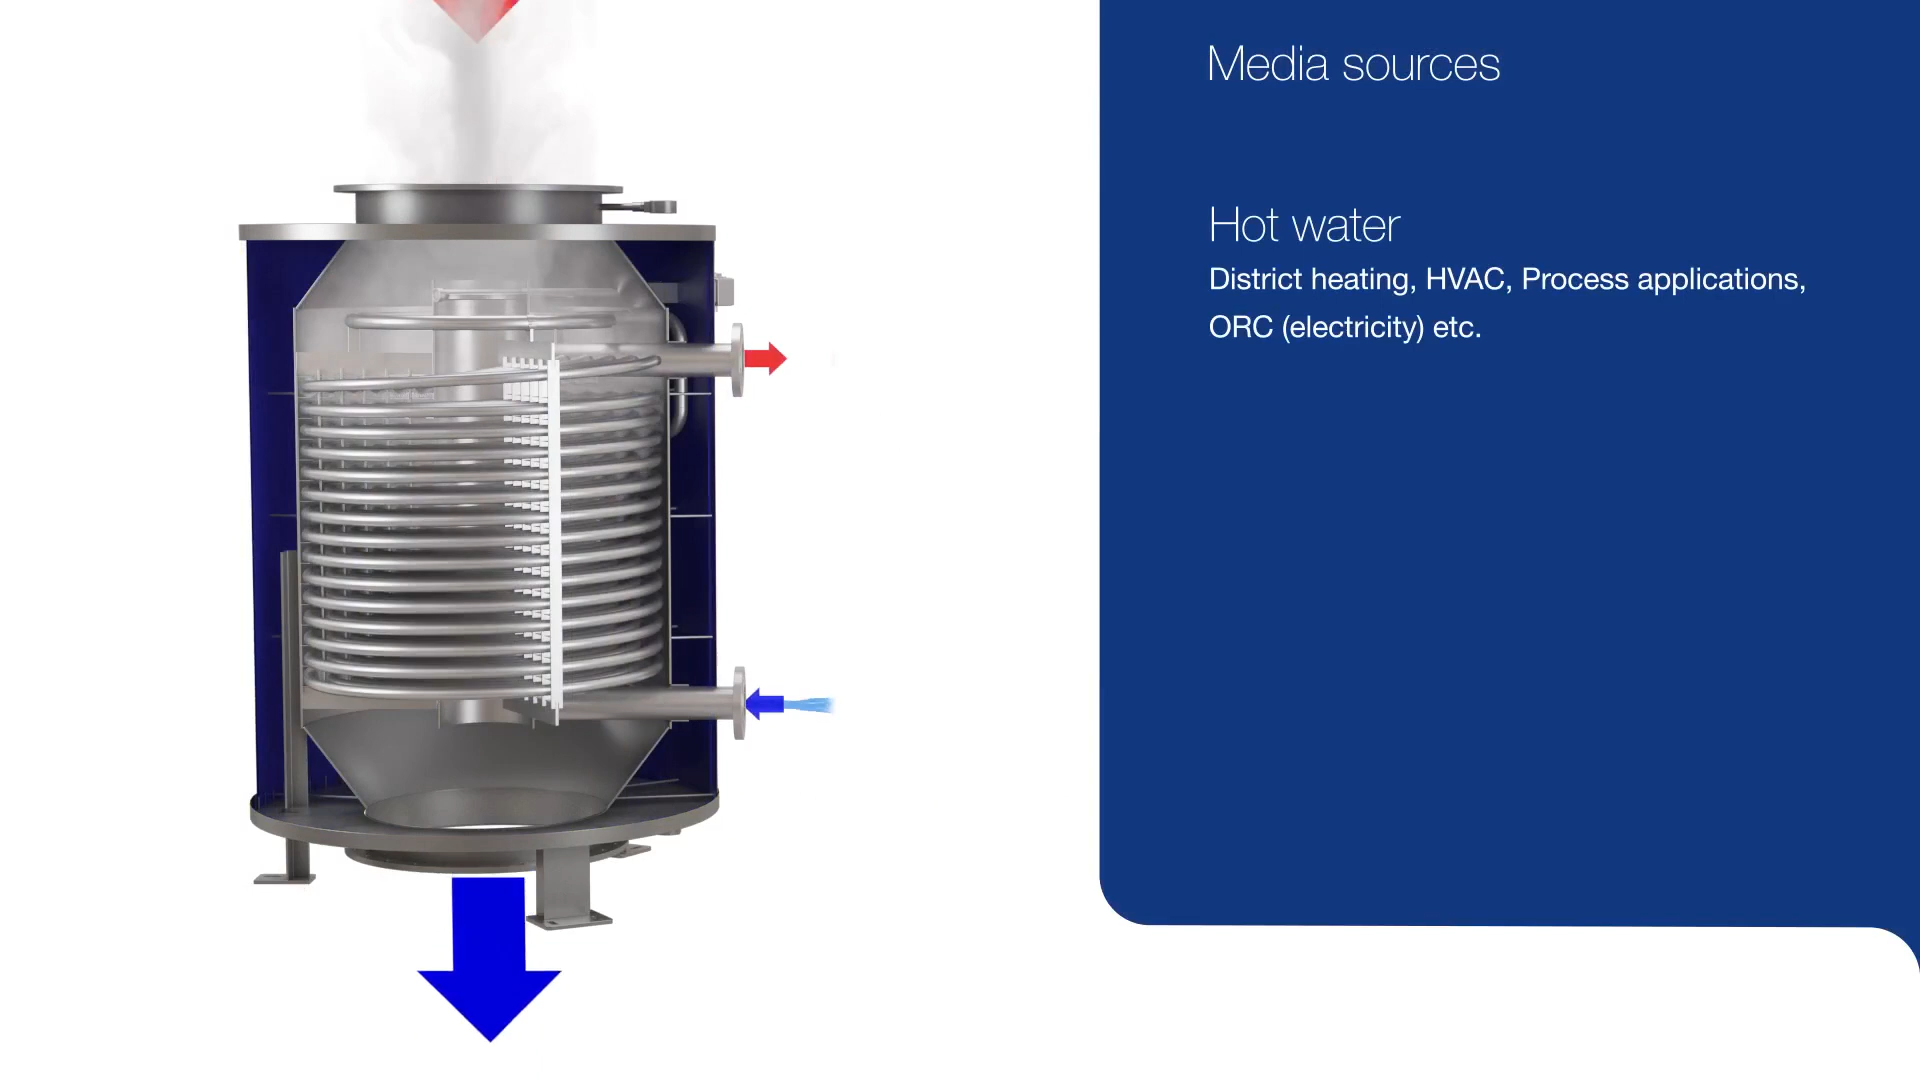 Media sources
Hot water
District heating, HVAC, Process applications,
ORC (electricity) etc.